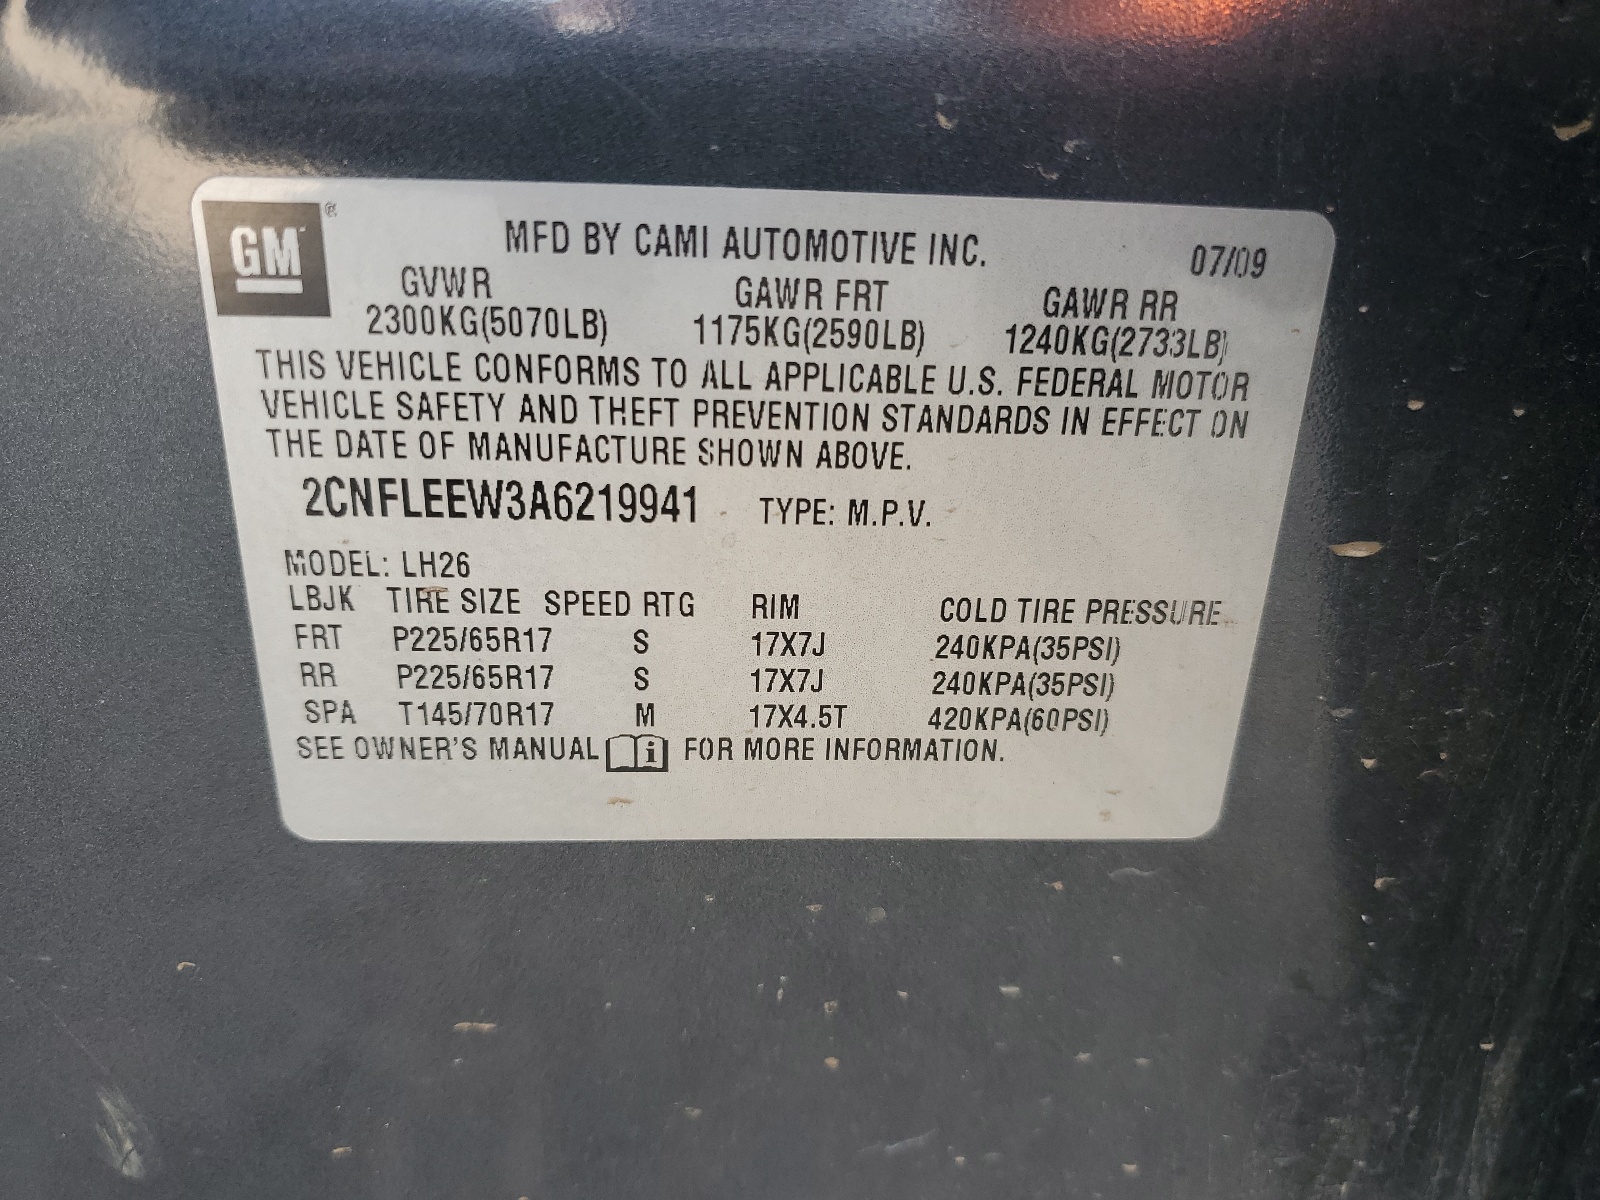 GM®
MFD BY CAMI AUTOMOTIVE INC. 07/09
GVWR GAWR FRT GAWR RR
2300KG(5070LB) 1175KG(2590LB) 1240KG(2733LB)
THIS VEHICLE CONFORMS TO ALL APPLICABLE U.S. FEDERAL MOTOR
VEHICLE SAFETY AND THEFT PREVENTION STANDARDS IN EFFECT ON
THE DATE OF MANUFACTURE SHOWN ABOVE.
2CNFLEEW3A6219941 TYPE: M.P.V.
MODEL: LH26
LBJK TIRE SIZE SPEED RTG RIM COLD TIRE PRESSURE
FRT P225/65R17 S 17X7J 240KPA(35PSI)
RR P225/65R17 S 17X7J 240KPA(35PSI)
SPA T145/70R17 M 17X4.5T 420KPA(60PSI)
SEE OWNER'S MANUAL i FOR MORE INFORMATION.